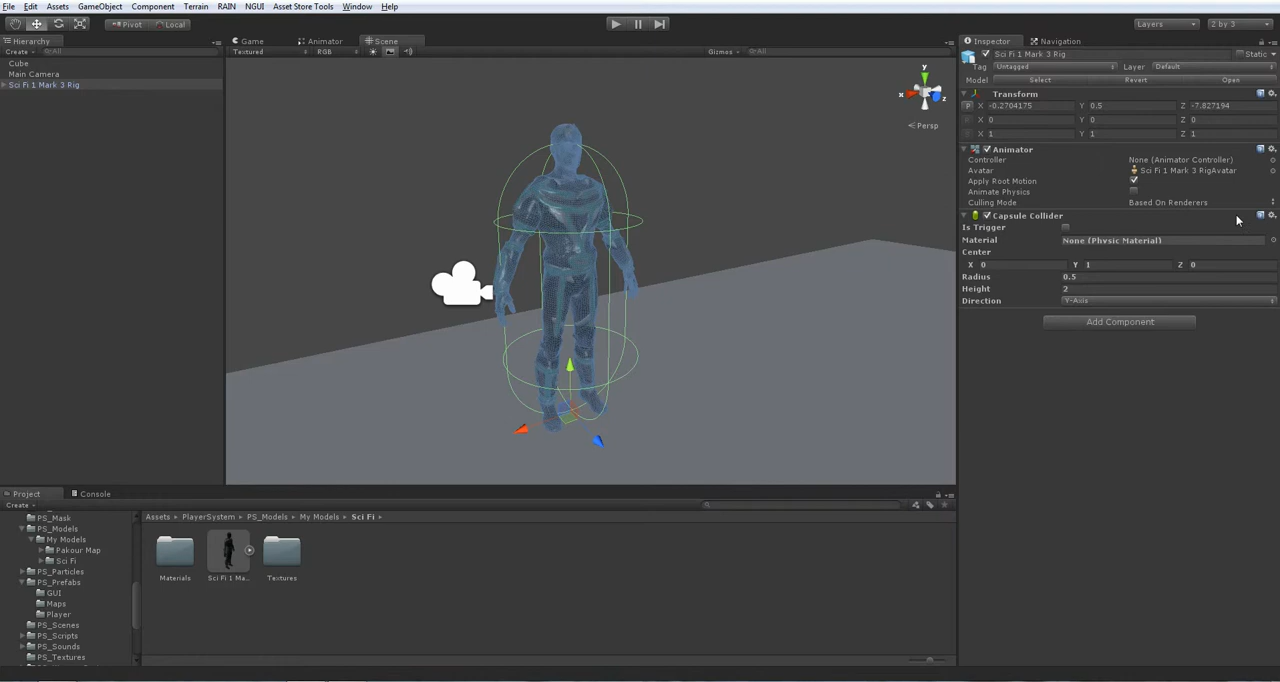 File Edit Assets GameObject Component Terrain RAIN NGUI Asset Store Tools Window Help
Pivot Local Layers 2 by 3
Hierarchy Game Animator Scene Inspector Navigation
Create All Textured RGB Gizmos All Sci Fi 1 Mark 3 Rig Static
Cube
Main Camera
Sci Fi 1 Mark 3 Rig
y
x
z
Persp
Tag Untagged Layer Default
Model Select Revert Open
Transform
P X -0.2704175 Y 0.5 Z -7.827194
R X 0 Y 0 Z 0
S X 1 Y 1 Z 1
Animator
Controller None (Animator Controller)
Avatar Sci Fi 1 Mark 3 RigAvatar
Apply Root Motion
Animate Physics
Culling Mode Based On Renderers
Capsule Collider
Is Trigger
Material None (Physic Material)
Center
X 0 Y 1 Z 0
Radius 0.5
Height 2
Direction Y-Axis
Add Component
Project Console
Create
PS_Mask
PS_Models
My Models
Pakour Map
Sci Fi
PS_Particles
PS_Prefabs
GUI
Maps
Player
PS_Scenes
PS_Scripts
PS_Sounds
PS_Textures
Assets PlayerSystem PS_Models My Models Sci Fi
Materials Sci Fi 1 Ma... Textures